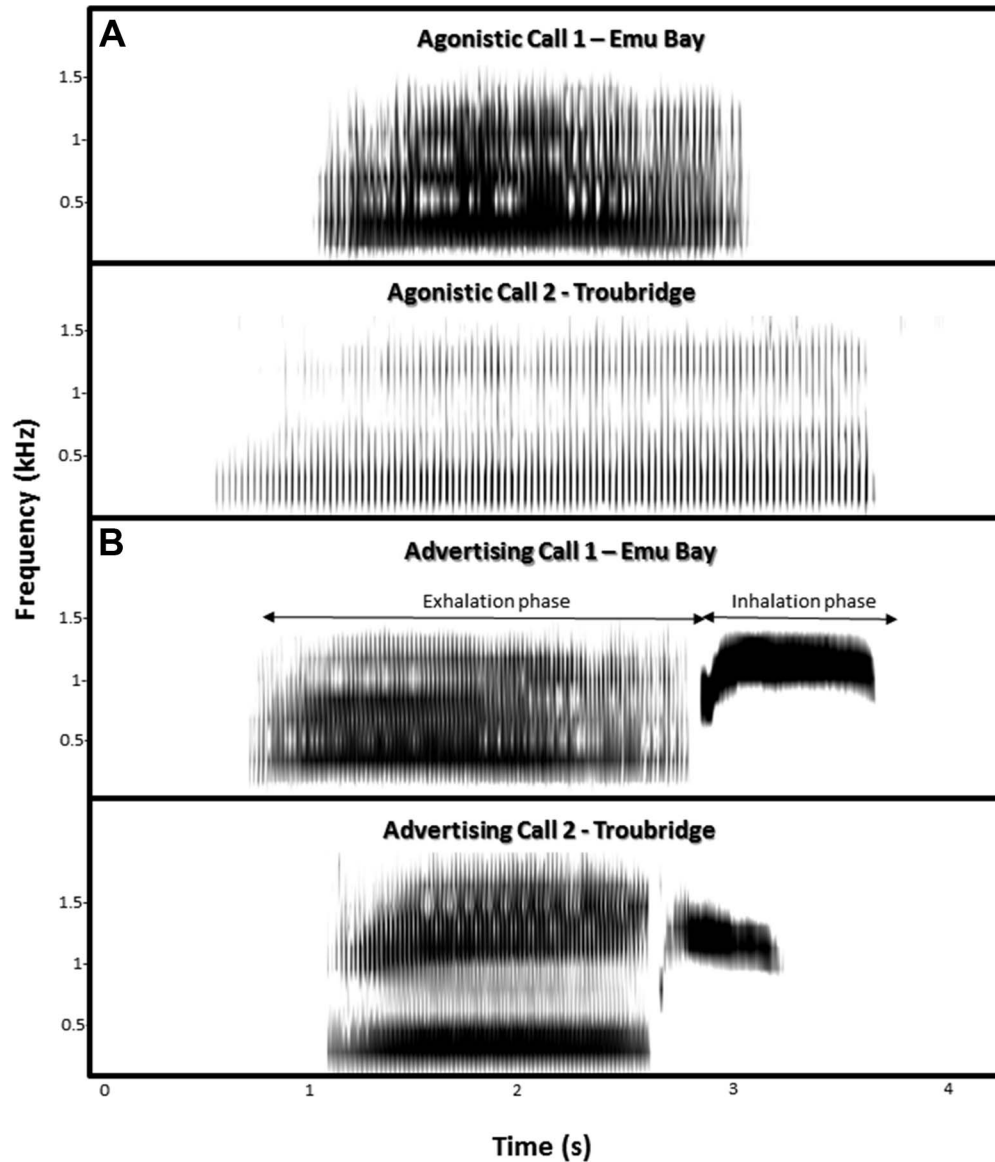 A
Agonistic Call 1 – Emu Bay
1.5
1
0.5
Agonistic Call 2 - Troubridge
1.5
1
0.5
Frequency (kHz)
B
Advertising Call 1 – Emu Bay
Exhalation phase
Inhalation phase
1.5
1
0.5
Advertising Call 2 - Troubridge
1.5
1
0.5
0 1 2 3 4
Time (s)